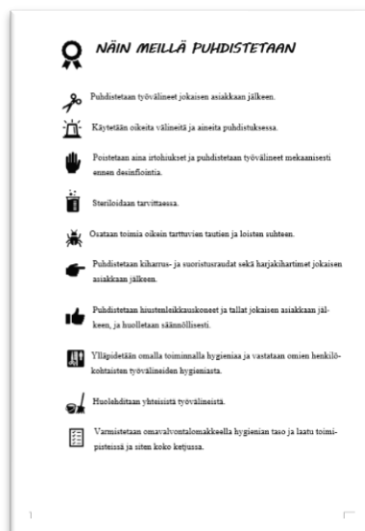 NÄIN MEILLÄ PUHDISTETAAN
Puhdistetaan työvälineet jokaisen asiakkaan jälkeen.
Käytetään oikeita välineitä ja aineita puhdistuksessa.
Poistetaan aina irtohiukset ja puhdistetaan työvälineet mekaanisesti
ennen desinfiointia.
Steriloidaan tarvittaessa.
Osataan toimia oikein tarttuvien tautien ja loisten suhteen.
Puhdistetaan kiharrus- ja suoristusraudat sekä harjakihartimet jokaisen
asiakkaan jälkeen.
Puhdistetaan hiustenleikkauskoneet ja tallat jokaisen asiakkaan jäl-
keen, ja huolletaan säännöllisesti.
Ylläpidetään omalla toiminnalla hygieniaa ja vastataan omien henkilö-
kohtaisten työvälineiden hygieniasta.
Huolehditaan yhteisistä työvälineistä.
Varmistetaan omavalvontalomakkeella hygienian taso ja laatu toimi-
pisteissä ja siten koko ketjussa.